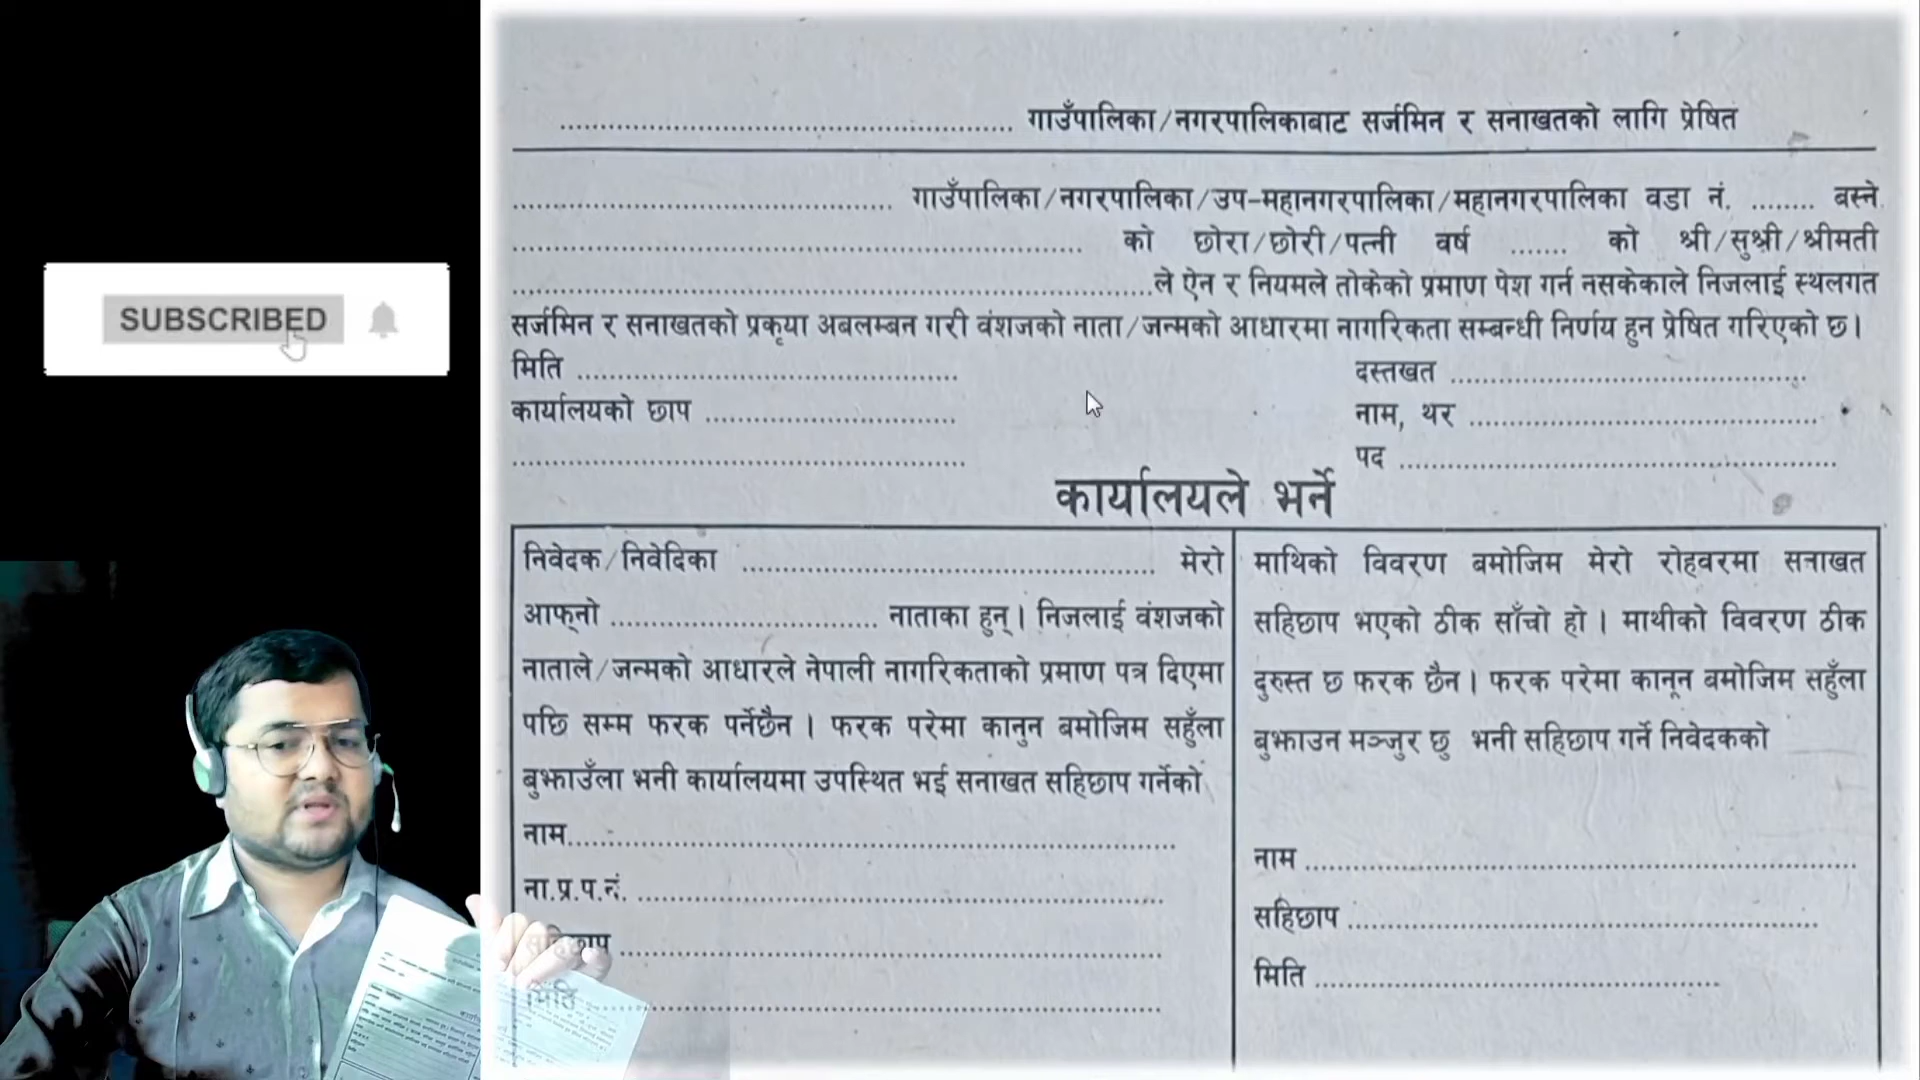 SUBSCRIBED
.......... गाउँपालिका/नगरपालिकाबाट सर्जमिन र सनाखतको लागि प्रेषित
.......... गाउँपालिका/नगरपालिका/उप-महानगरपालिका/महानगरपालिका वडा नं. ........ बस्ने
.......... को छोरा/छोरी/पत्नी वर्ष ....... को श्री/सुश्री/श्रीमती
..........ले ऐन र नियमले तोकेको प्रमाण पेश गर्न नसकेकाले निजलाई स्थलगत
सर्जमिन र सनाखतको प्रकृया अबलम्बन गरी वंशजको नाता/जन्मको आधारमा नागरिकता सम्बन्धी निर्णय हुन प्रेषित गरिएको छ।
मिति ..........
दस्तखत ..........
कार्यालयको छाप ..........
नाम, थर ..........
..........
पद ..........
कार्यालयले भर्ने
निवेदक/निवेदिका .......... मेरो
आफ्नो .......... नाताका हुन्। निजलाई वंशजको
नाताले/जन्मको आधारले नेपाली नागरिकताको प्रमाण पत्र दिएमा
पछि सम्म फरक पर्नेछैन। फरक परेमा कानुन बमोजिम सहुँला
बुझाउँला भनी कार्यालयमा उपस्थित भई सनाखत सहिछाप गर्नेको
नाम..........
ना.प्र.प.नं. ..........
सहिछाप ..........
मिति ..........
माथिको विवरण बमोजिम मेरो रोहवरमा सनाखत
सहिछाप भएको ठीक साँचो हो। माथीको विवरण ठीक
दुरुस्त छ फरक छैन। फरक परेमा कानून बमोजिम सहुँला
बुझाउन मञ्जुर छु भनी सहिछाप गर्ने निवेदकको
नाम ..........
सहिछाप ..........
मिति ..........